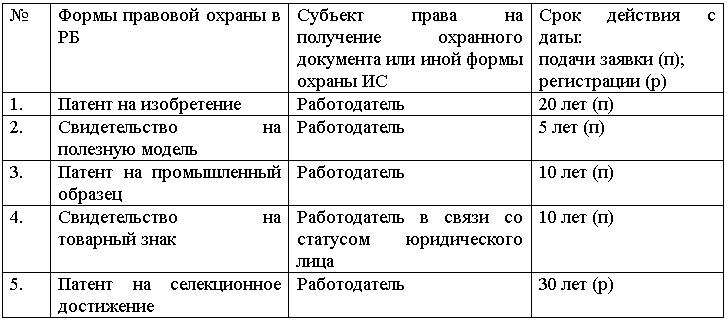 № Формы правовой охраны в РБ Субъект права на получение охранного документа или иной формы охраны ИС Срок действия с даты: подачи заявки (п); регистрации (р)
1. Патент на изобретение Работодатель 20 лет (п)
2. Свидетельство на полезную модель Работодатель 5 лет (п)
3. Патент на промышленный образец Работодатель 10 лет (п)
4. Свидетельство на товарный знак Работодатель в связи со статусом юридического лица 10 лет (п)
5. Патент на селекционное достижение Работодатель 30 лет (р)